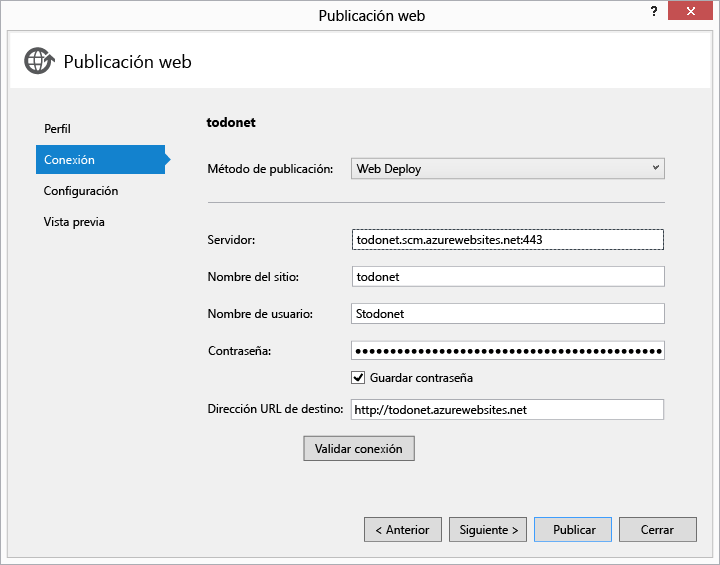 Publicación web
?
Publicación web
Perfil
Conexión
Configuración
Vista previa
todonet
Método de publicación: Web Deploy
Servidor: todonet.scm.azurewebsites.net:443
Nombre del sitio: todonet
Nombre de usuario: Stodonet
Contraseña: ••••••••••••••••••••••••••••••••••••••••••••
Guardar contraseña
Dirección URL de destino: http://todonet.azurewebsites.net
Validar conexión
< Anterior Siguiente > Publicar Cerrar